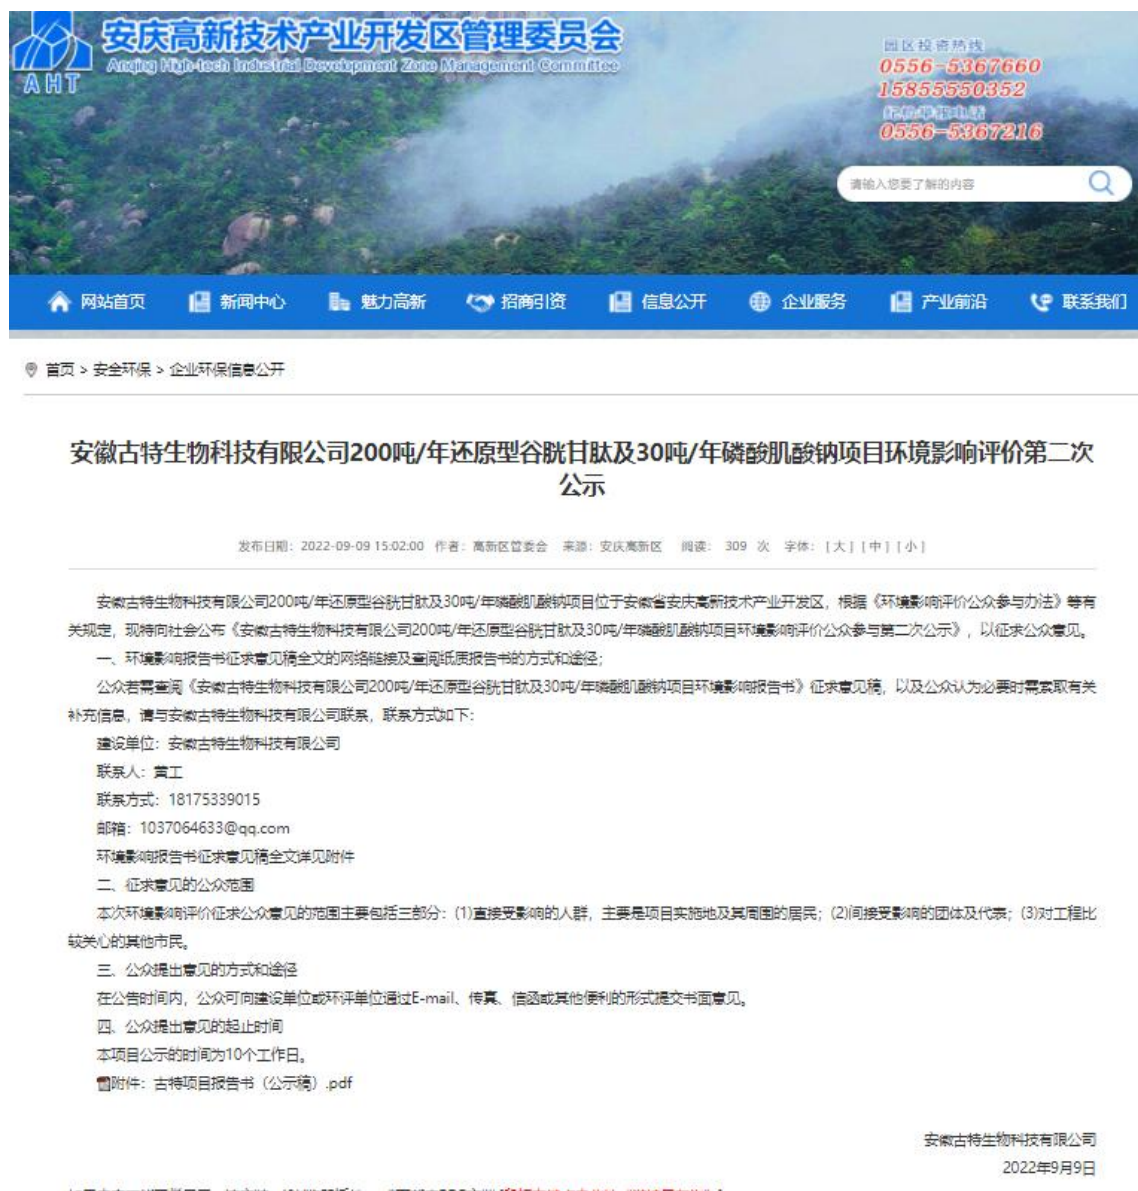 安庆高新技术产业开发区管理委员会
Anqing High-tech Industrial Development Zone Management Committee
AHT
园区投资热线
0556-5367660
15855550352
纪检举报电话
0556-5367216
请输入您要了解的内容
网站首页 新闻中心 魅力高新 招商引资 信息公开 企业服务 产业前沿 联系我们
首页 > 安全环保 > 企业环保信息公开
安徽古特生物科技有限公司200吨/年还原型谷胱甘肽及30吨/年磷酸肌酸钠项目环境影响评价第二次
公示
发布日期：2022-09-09 15:02:00 作者：高新区管委会 来源：安庆高新区 阅读： 309 次 字体：[大][中][小]
安徽古特生物科技有限公司200吨/年还原型谷胱甘肽及30吨/年磷酸肌酸钠项目位于安徽省安庆高新技术产业开发区，根据《环境影响评价公众参与办法》等有
关规定，现特向社会公布《安徽古特生物科技有限公司200吨/年还原型谷胱甘肽及30吨/年磷酸肌酸钠项目环境影响评价公众参与第二次公示》，以征求公众意见。
一、环境影响报告书征求意见稿全文的网络链接及查阅纸质报告书的方式和途径；
公众若需查阅《安徽古特生物科技有限公司200吨/年还原型谷胱甘肽及30吨/年磷酸肌酸钠项目环境影响报告书》征求意见稿，以及公众认为必要时需索取有关
补充信息，请与安徽古特生物科技有限公司联系，联系方式如下：
建设单位：安徽古特生物科技有限公司
联系人：黄工
联系方式：18175339015
邮箱：1037064633@qq.com
环境影响报告书征求意见稿全文详见附件
二、征求意见的公众范围
本次环境影响评价征求公众意见的范围主要包括三部分：(1)直接受影响的人群，主要是项目实施地及其周围的居民；(2)间接受影响的团体及代表；(3)对工程比
较关心的其他市民。
三、公众提出意见的方式和途径
在公告时间内，公众可向建设单位或环评单位通过E-mail、传真、信函或其他便利的形式提交书面意见。
四、公众提出意见的起止时间
本项目公示的时间为10个工作日。
附件：古特项目报告书（公示稿）.pdf
安徽古特生物科技有限公司
2022年9月9日